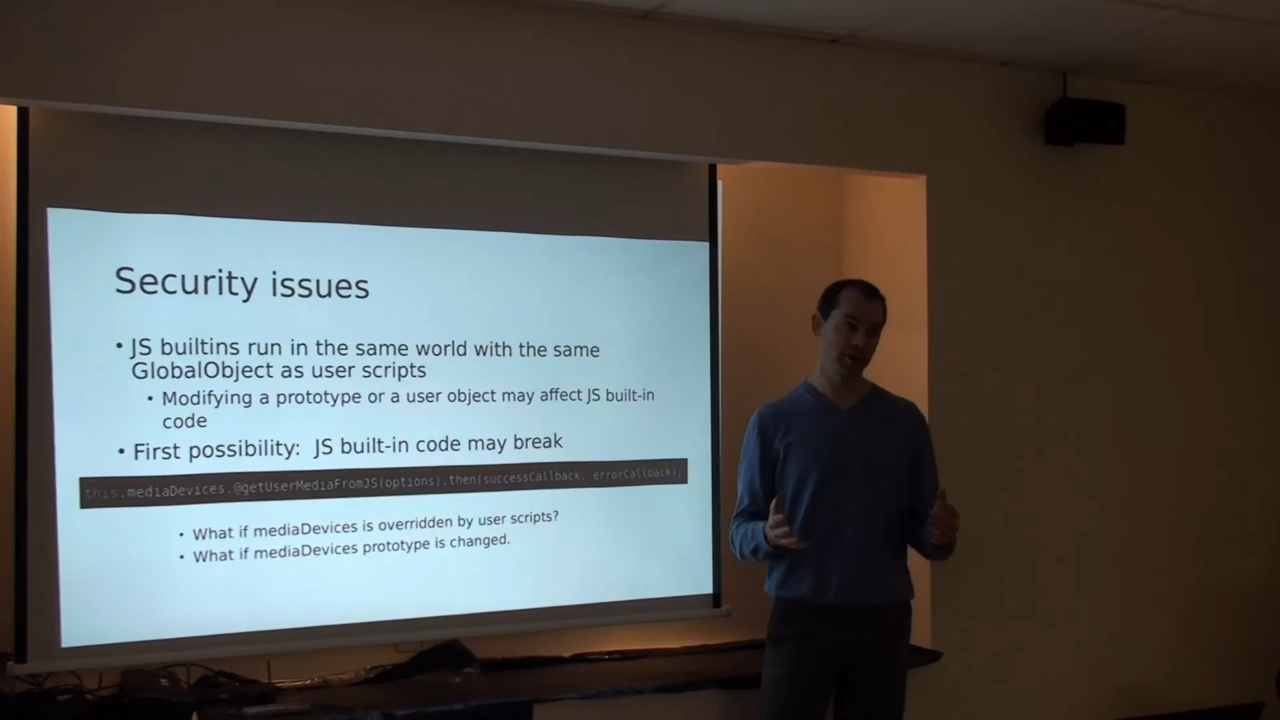 Security issues
• JS builtins run in the same world with the same
GlobalObject as user scripts
• Modifying a prototype or a user object may affect JS built-in
code
• First possibility: JS built-in code may break
this.mediaDevices.@getUserMediaFromJS(options).then(successCallback, errorCallback);
• What if mediaDevices is overridden by user scripts?
• What if mediaDevices prototype is changed.